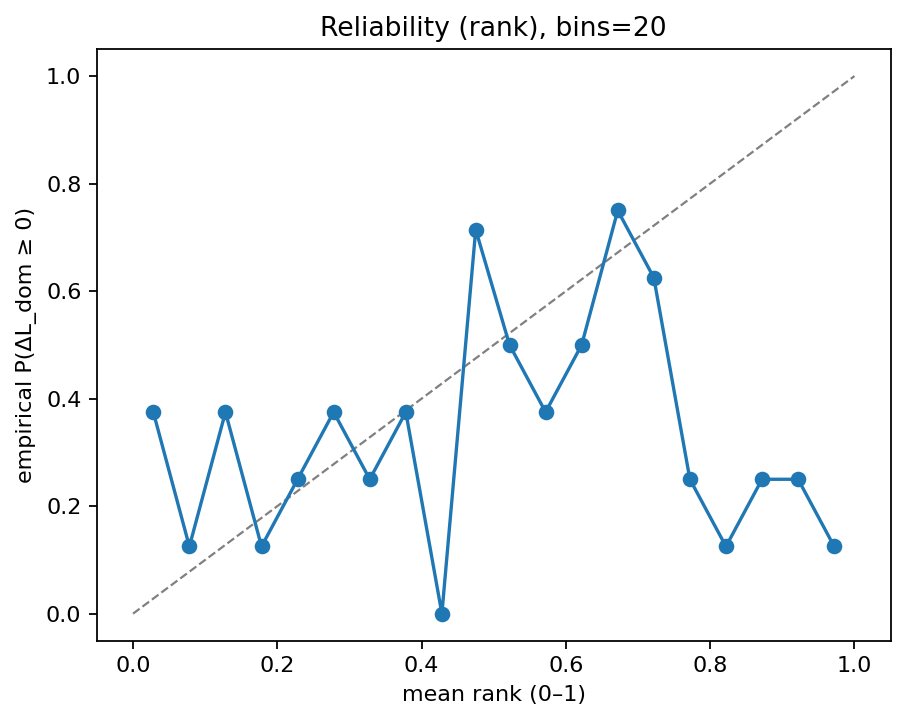 Reliability (rank), bins=20
empirical P(ΔL_dom ≥ 0)
1.0
0.8
0.6
0.4
0.2
0.0
0.0 0.2 0.4 0.6 0.8 1.0
mean rank (0–1)